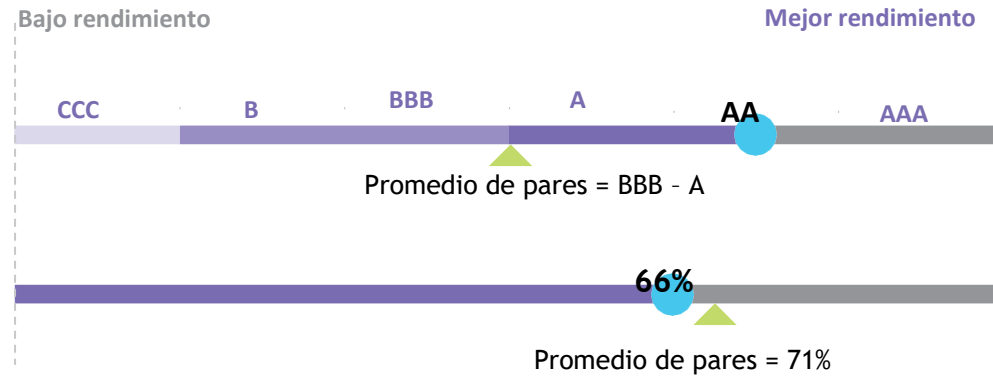 Bajo rendimiento
Mejor rendimiento
CCC
B
BBB
A
AA
AAA
Promedio de pares = BBB – A
66%
Promedio de pares = 71%